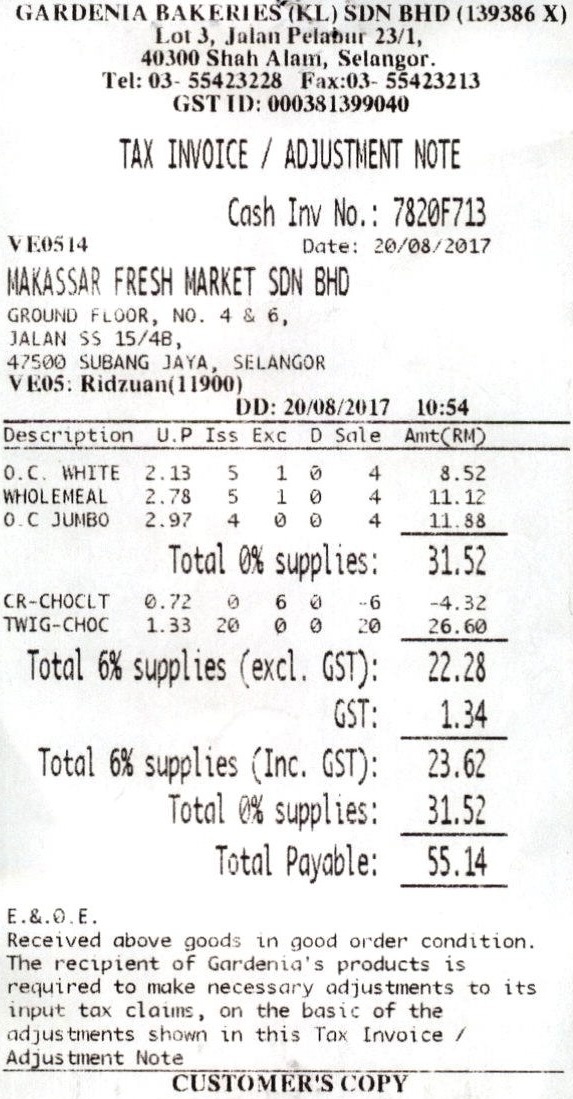 GARDENIA BAKERIES (KL) SDN BHD (139386 X)
Lot 3, Jalan Pelabur 23/1,
40300 Shah Alam, Selangor.
Tel: 03- 55423228 Fax:03- 55423213
GST ID: 000381399040
TAX INVOICE / ADJUSTMENT NOTE
Cash Inv No.: 7820F713
VE0514 Date: 20/08/2017
MAKASSAR FRESH MARKET SDN BHD
GROUND FLOOR, NO. 4 & 6,
JALAN SS 15/4B,
47500 SUBANG JAYA, SELANGOR
VE05: Ridzuan(11900)
DD: 20/08/2017 10:54
Description U.P Iss Exc D Sale Amt(RM)
O.C. WHITE 2.13 5 1 0 4 8.52
WHOLEMEAL 2.78 5 1 0 4 11.12
O.C JUMBO 2.97 4 0 0 4 11.88
Total 0% supplies: 31.52
CR-CHOCLT 0.72 0 6 0 -6 -4.32
TWIG-CHOC 1.33 20 0 0 20 26.60
Total 6% supplies (excl. GST): 22.28
GST: 1.34
Total 6% supplies (Inc. GST): 23.62
Total 0% supplies: 31.52
Total Payable: 55.14
E.&.O.E.
Received above goods in good order condition.
The recipient of Gardenia's products is
required to make necessary adjustments to its
input tax claims, on the basic of the
adjustments shown in this Tax Invoice /
Adjustment Note
CUSTOMER'S COPY